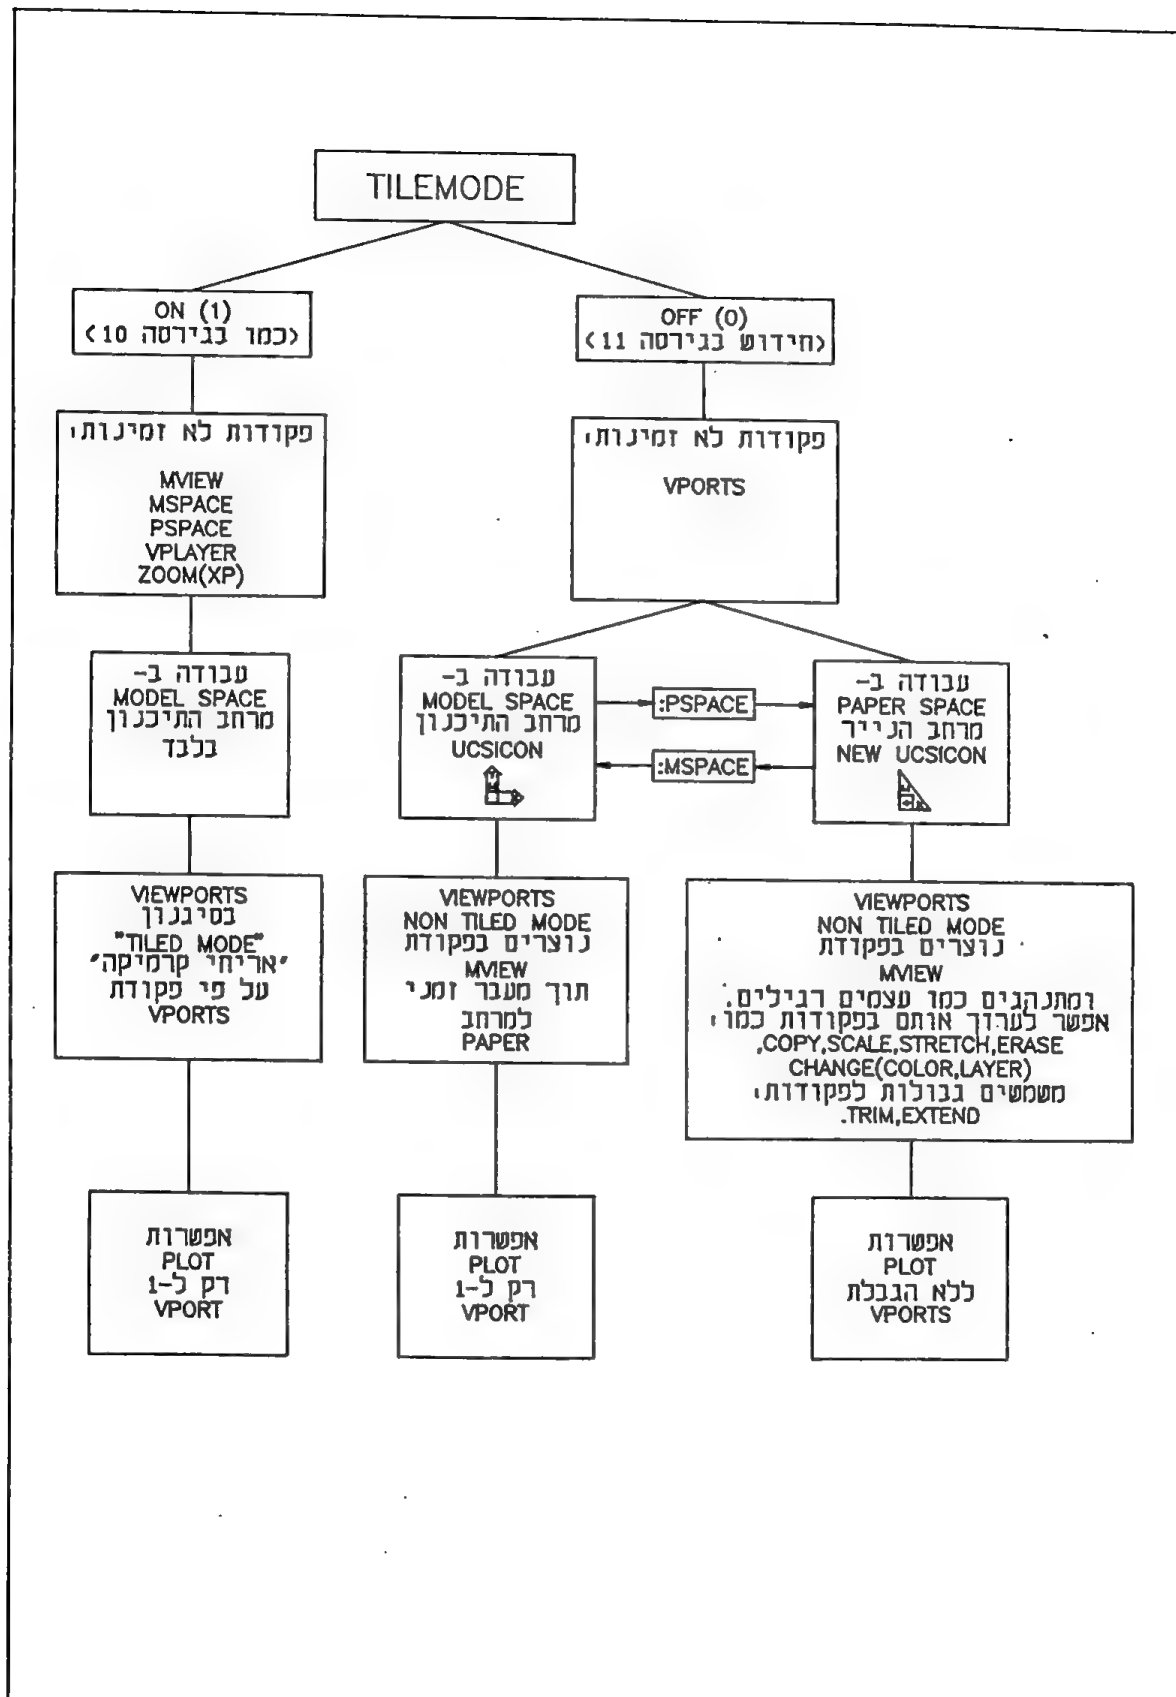 TILEMODE
ON (1)
(כמו בגירסה 10)
OFF (0)
(חידוש בגירסה 11)
פקודות לא זמינות:
MVIEW
MSPACE
PSPACE
VPLAYER
ZOOM(XP)
פקודות לא זמינות:
VPORTS
עבודה ב-
MODEL SPACE
מרחב התיכנון
בלבד
עבודה ב-
MODEL SPACE
מרחב התיכנון
UCSICON
:PSPACE
:MSPACE
עבודה ב-
PAPER SPACE
מרחב הנייר
NEW UCSICON
VIEWPORTS
בסיגנון
"TILED MODE"
'אריחי קרמיקה'
על פי פקודת
VPORTS
VIEWPORTS
NON TILED MODE
נוצרים בפקודת
MVIEW
תוך מעבר זמני
למרחב
PAPER
VIEWPORTS
NON TILED MODE
נוצרים בפקודת
MVIEW
ומתנהגים כמו עצמים רגילים.
אפשר לערוך אותם בפקודות כמו:
,COPY,SCALE,STRETCH,ERASE
CHANGE(COLOR,LAYER)
משמשים גבולות לפקודות:
.TRIM,EXTEND
אפשרות
PLOT
רק ל-1
VPORT
אפשרות
PLOT
רק ל-1
VPORT
אפשרות
PLOT
ללא הגבלת
VPORTS